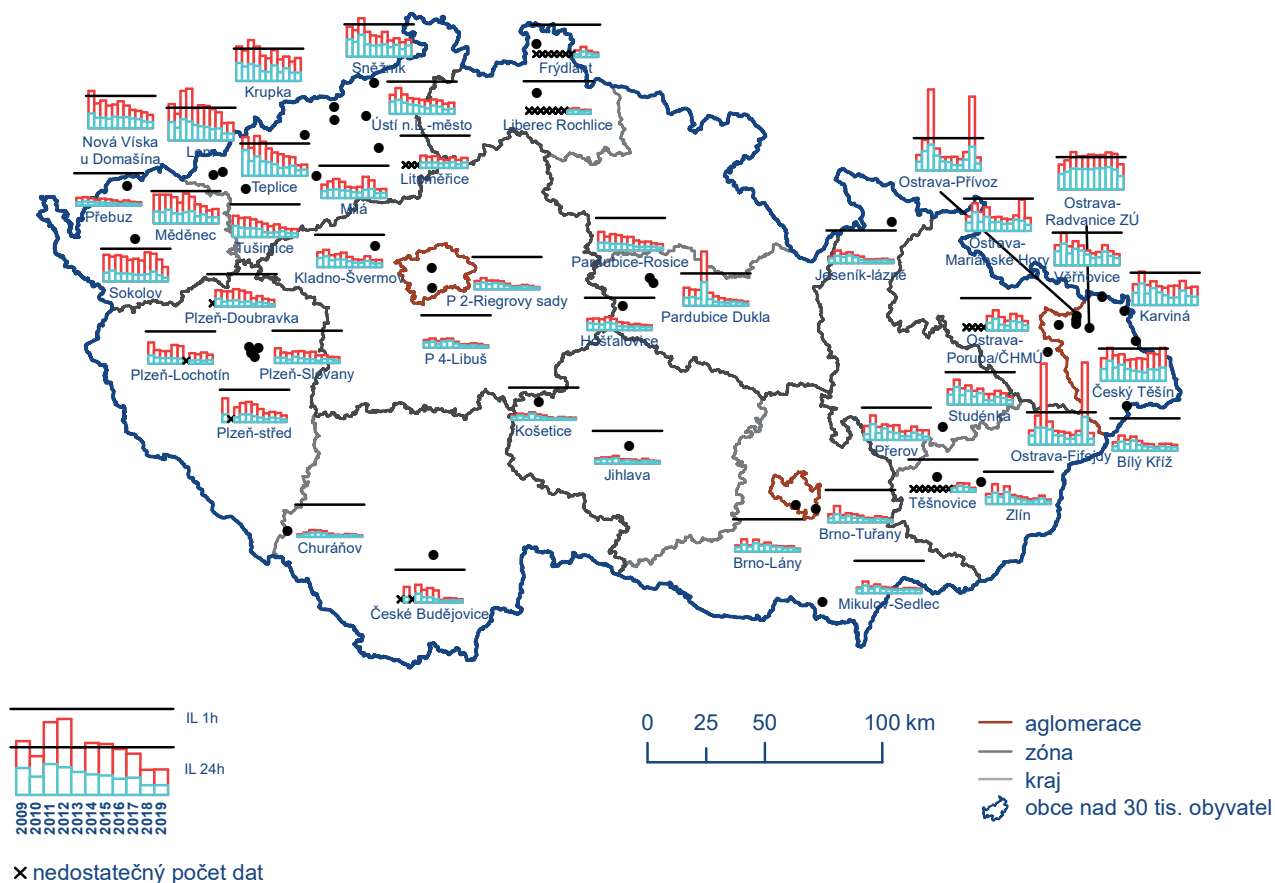 Sněžník
Frýdlant
Krupka
Ústí n.L.-město
Liberec Rochlice
Nová Víska
u Domašína
Lom
Teplice
Litoměřice
Ostrava-Přívoz
Ostrava-
Radvanice ZÚ
Přebuz
Měděnec
Milá
Tušimice
Ostrava-
Mariánské Hory
Věřňovice
Sokolov
Kladno-Švermov
Pardubice-Rosice
Jeseník-lázně
P 2-Riegrovy sady
Plzeň-Doubravka
Pardubice Dukla
Karviná
Hošťalovice
Ostrava-
Poruba/ČHMÚ
P 4-Libuš
Plzeň-Lochotín
Plzeň-Slovany
Český Těšín
Studénka
Plzeň-střed
Košetice
Přerov
Ostrava-Fifejdy
Bílý Kříž
Jihlava
Těšnovice
Zlín
Churáňov
Brno-Tuřany
Brno-Lány
České Budějovice
Mikulov-Sedlec
IL 1h
IL 24h
2009
2010
2011
2012
2013
2014
2015
2016
2017
2018
2019
nedostatečný počet dat
0 25 50 100 km
aglomerace
zóna
kraj
obce nad 30 tis. obyvatel